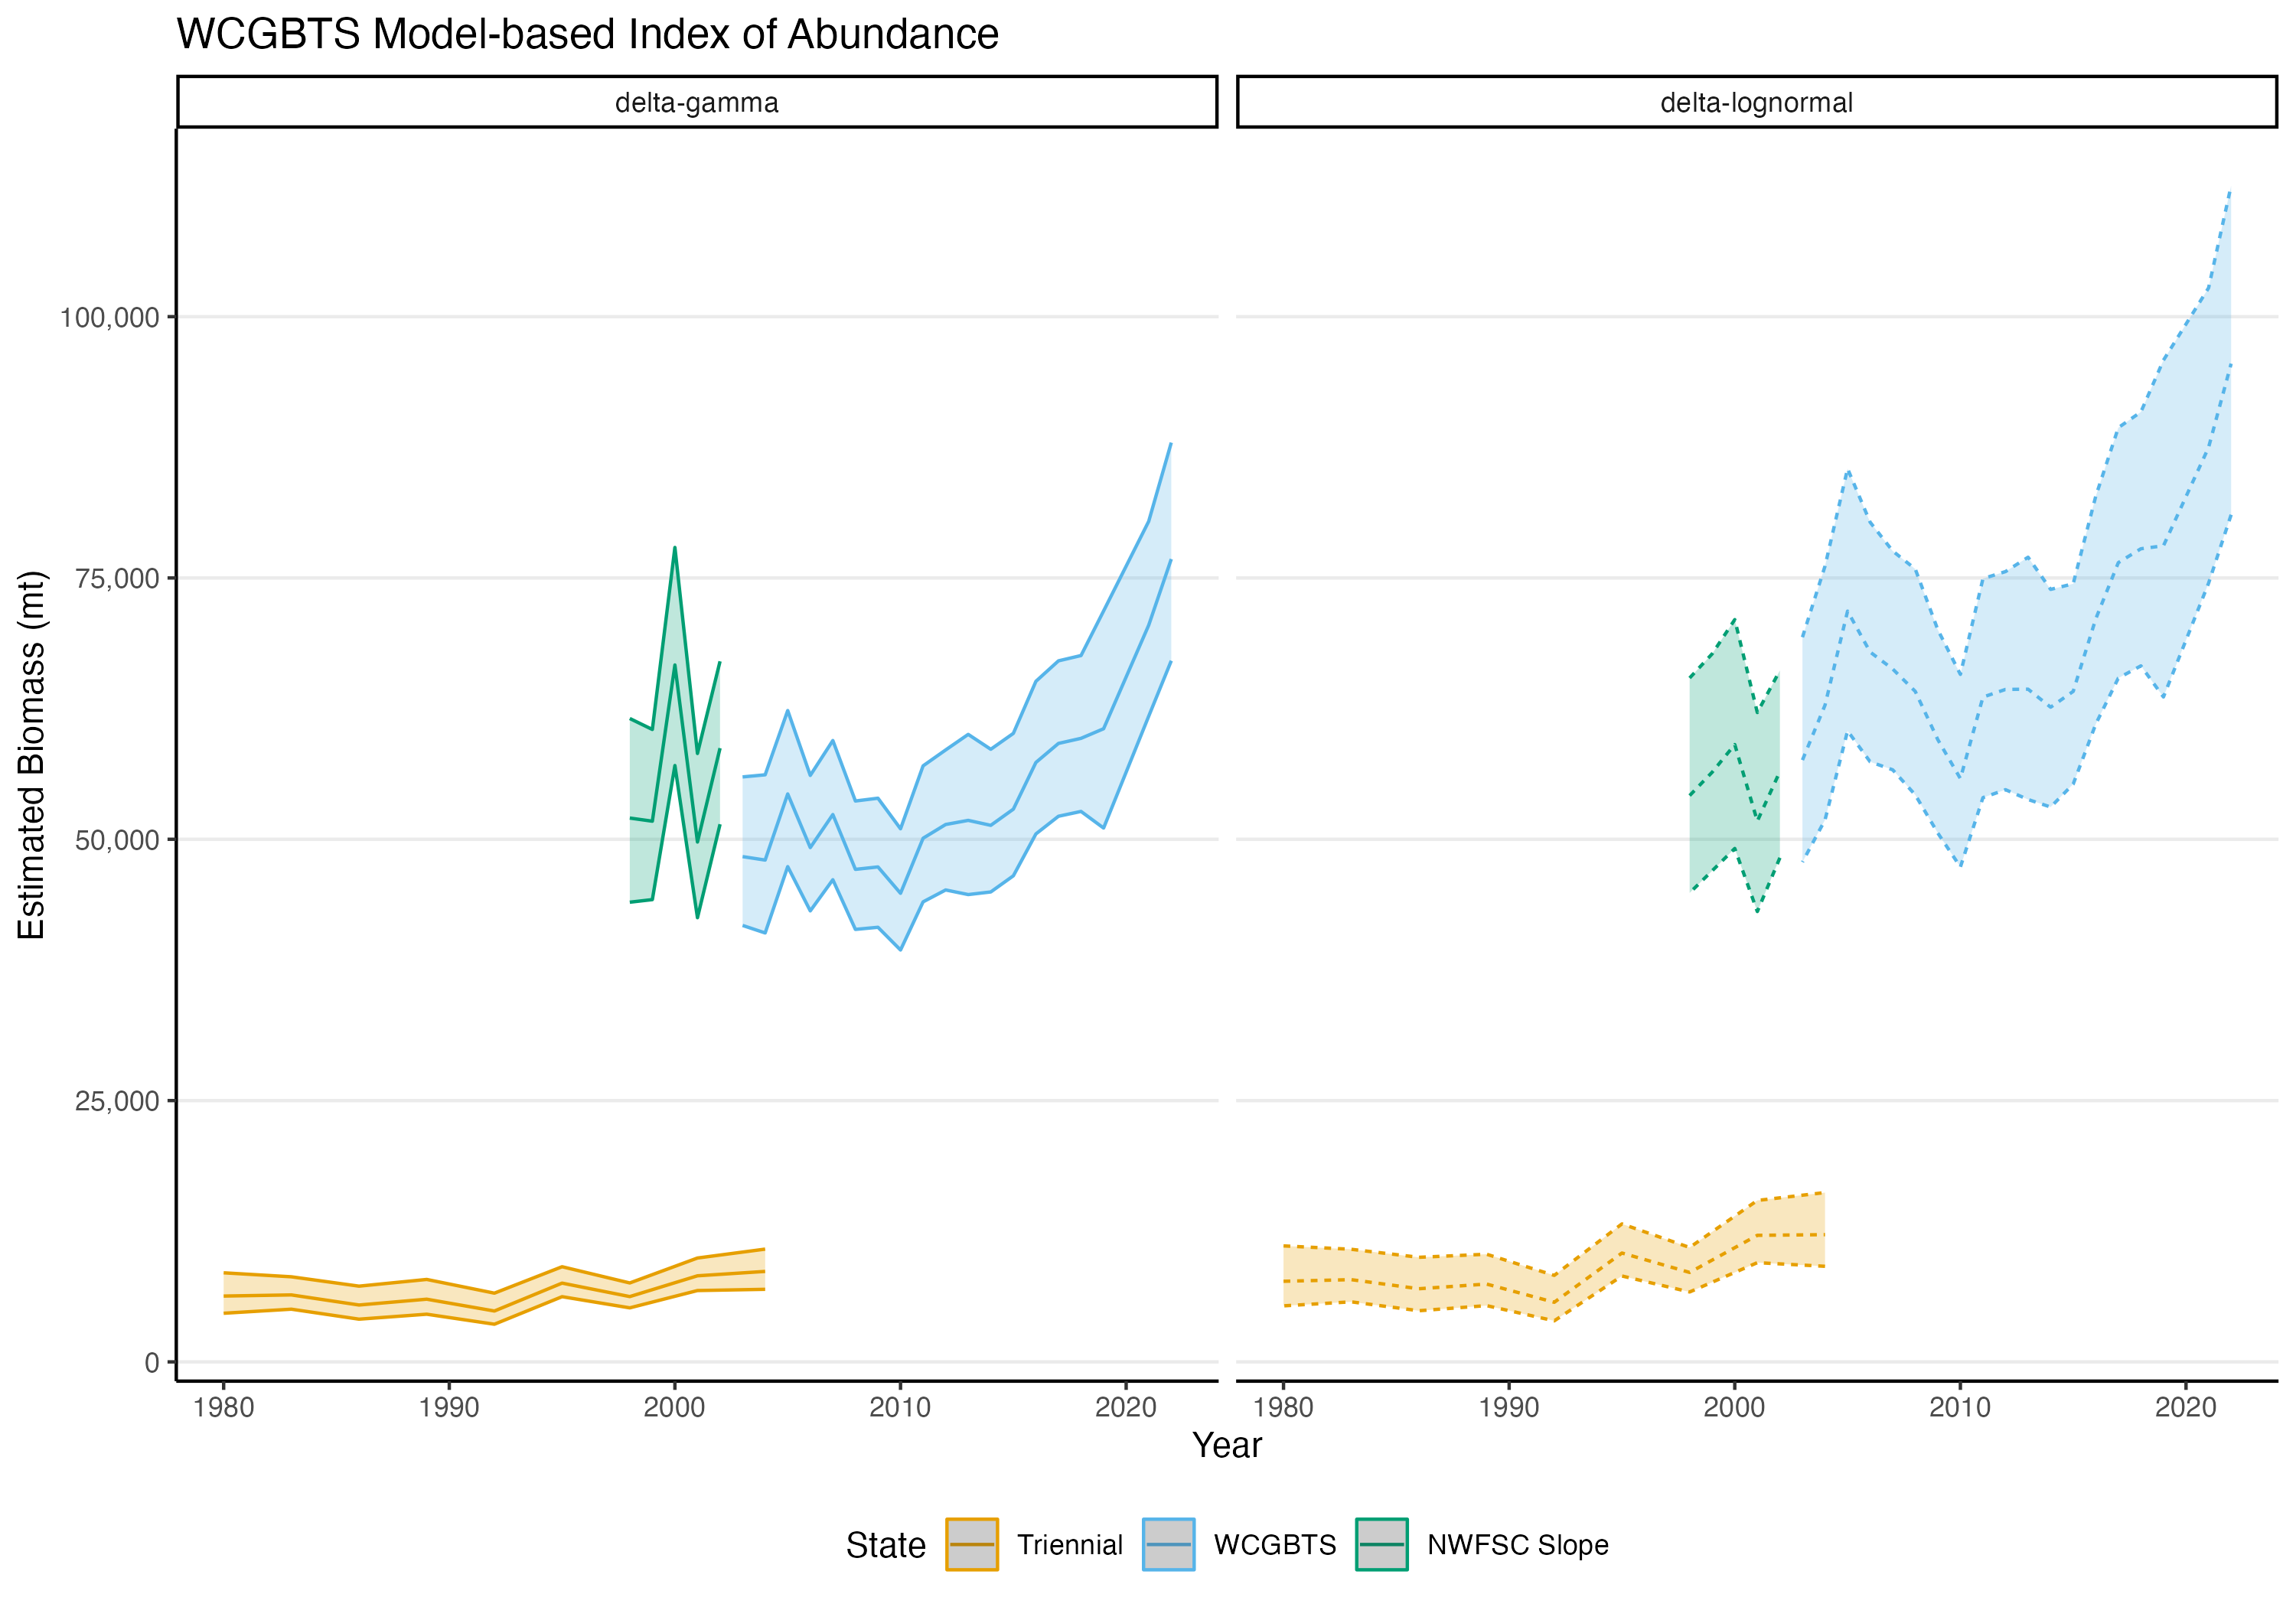 WCGBTS Model-based Index of Abundance
delta-gamma
delta-lognormal
Estimated Biomass (mt)
100,000
75,000
50,000
25,000
0
1980 1990 2000 2010 2020
1980 1990 2000 2010 2020
Year
State Triennial WCGBTS NWFSC Slope